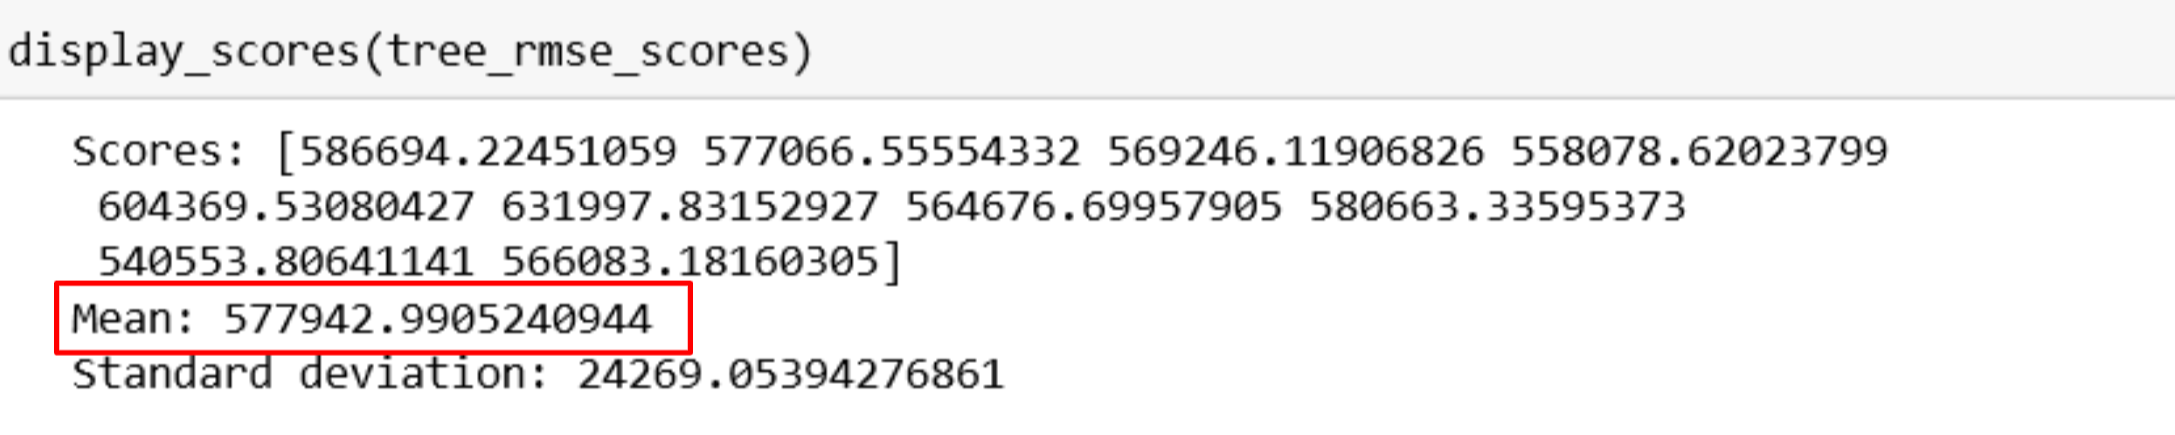 display_scores(tree_rmse_scores)
Scores: [586694.22451059 577066.55554332 569246.11906826 558078.62023799
604369.53080427 631997.83152927 564676.69957905 580663.33595373
540553.80641141 566083.18160305]
Mean: 577942.9905240944
Standard deviation: 24269.05394276861